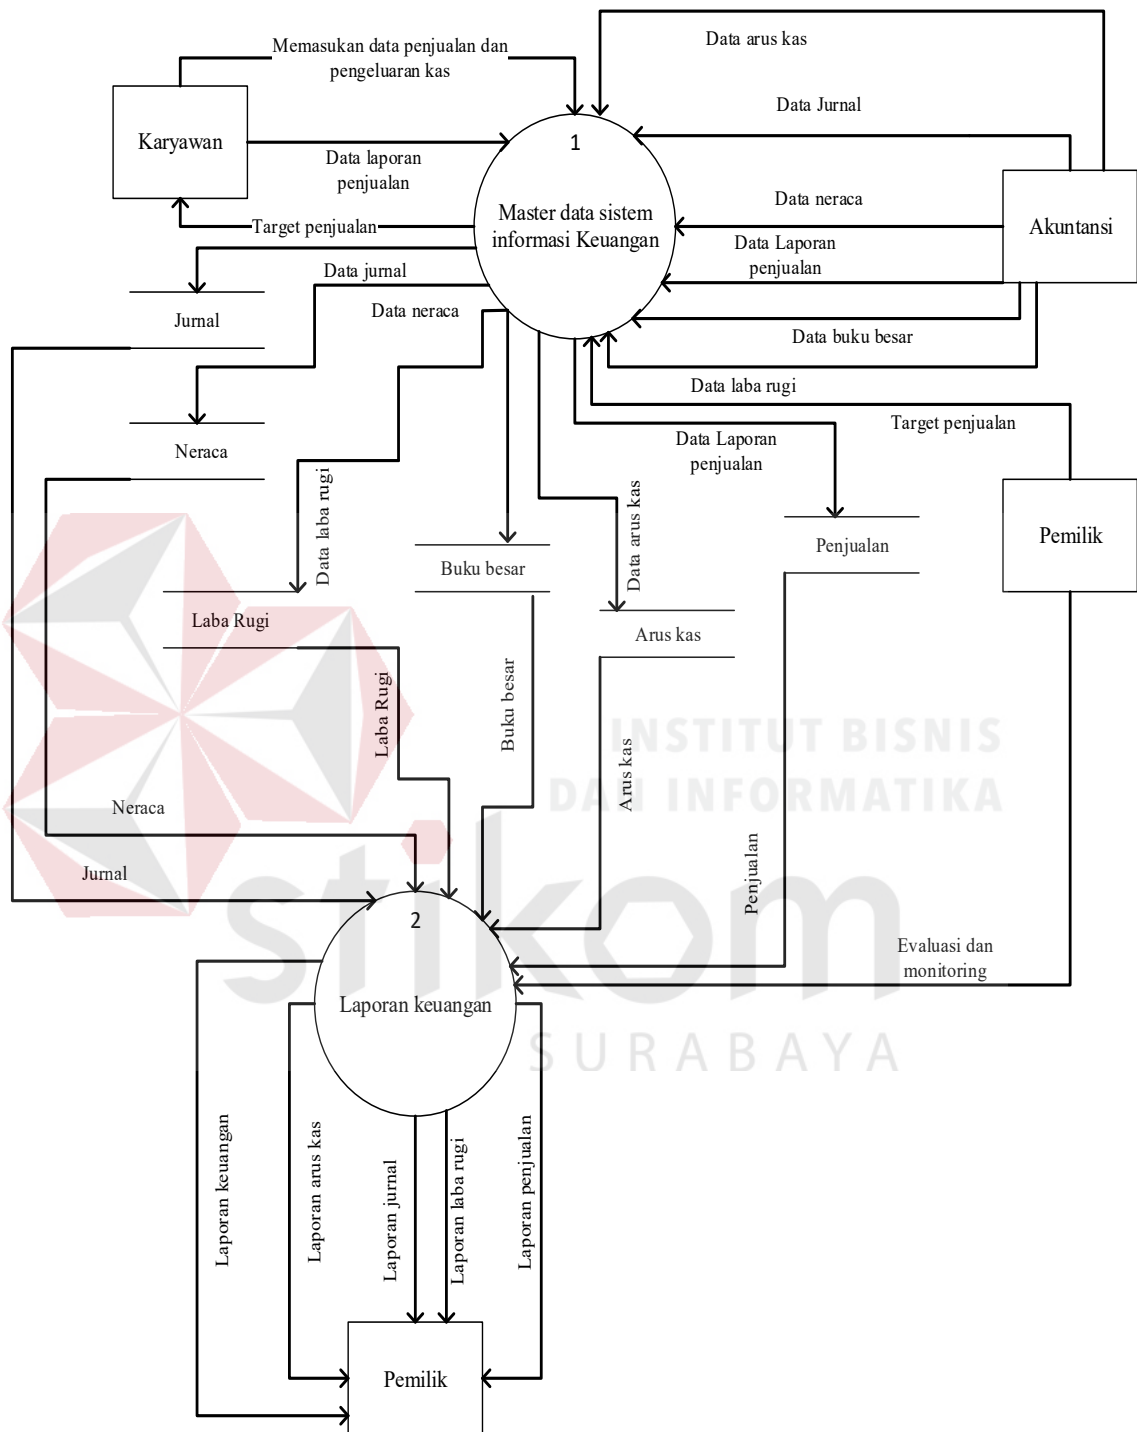 Data arus kas
Memasukan data penjualan dan
pengeluaran kas
Data Jurnal
Karyawan
1
Data laporan
penjualan
Data neraca
Master data sistem
informasi Keuangan
Akuntansi
Target penjualan
Data Laporan
penjualan
Data jurnal
Data neraca
Jurnal
Data buku besar
Data laba rugi
Target penjualan
Data Laporan
penjualan
Neraca
Data laba rugi
Data arus kas
Penjualan
Pemilik
Buku besar
Laba Rugi
Arus kas
Laba Rugi
Buku besar
Arus kas
INSTITUT BISNIS
DAN INFORMATIKA
Neraca
Jurnal
Penjualan
stikom
2
Evaluasi dan
monitoring
Laporan keuangan
SURABAYA
Laporan keuangan
Laporan arus kas
Laporan jurnal
Laporan laba rugi
Laporan penjualan
Pemilik